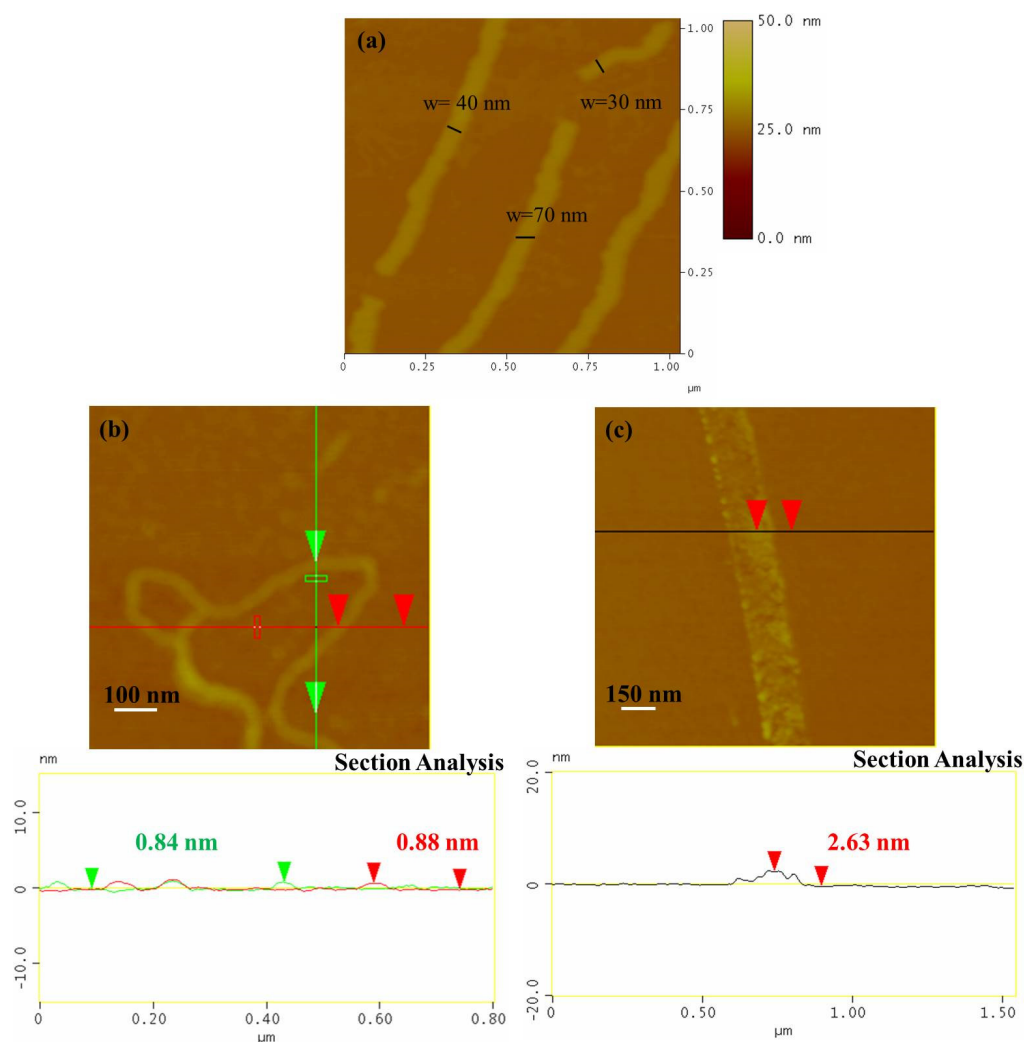 (a)
w= 40 nm
w=30 nm
w=70 nm
1.00
0.75
0.50
0.25
0
0 0.25 0.50 0.75 1.00
µm
50.0 nm
25.0 nm
0.0 nm
(b)
100 nm
(c)
150 nm
nm
Section Analysis
10.0
0
-10.0
0.84 nm
0.88 nm
0 0.20 0.40 0.60 0.80
µm
nm
Section Analysis
20.0
0
-20.0
2.63 nm
0 0.50 1.00 1.50
µm